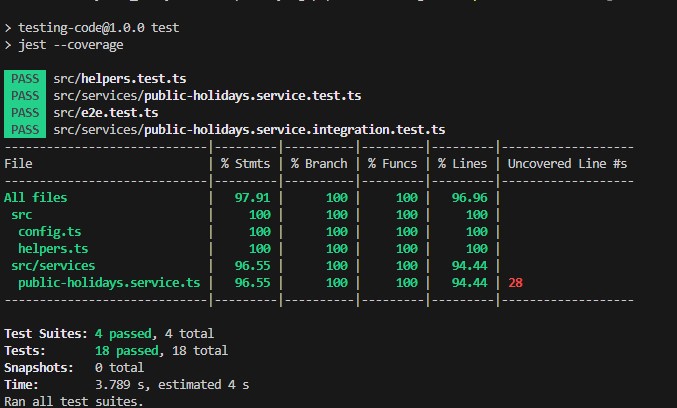 > testing-code@1.0.0 test
> jest --coverage
PASS src/helpers.test.ts
PASS src/services/public-holidays.service.test.ts
PASS src/e2e.test.ts
PASS src/services/public-holidays.service.integration.test.ts
----------------------------|---------|----------|---------|---------|-------------------
File | % Stmts | % Branch | % Funcs | % Lines | Uncovered Line #s
----------------------------|---------|----------|---------|---------|-------------------
All files | 97.91 | 100 | 100 | 96.96 |
src | 100 | 100 | 100 | 100 |
config.ts | 100 | 100 | 100 | 100 |
helpers.ts | 100 | 100 | 100 | 100 |
src/services | 96.55 | 100 | 100 | 94.44 |
public-holidays.service.ts | 96.55 | 100 | 100 | 94.44 | 28
----------------------------|---------|----------|---------|---------|-------------------
Test Suites: 4 passed, 4 total
Tests: 18 passed, 18 total
Snapshots: 0 total
Time: 3.789 s, estimated 4 s
Ran all test suites.